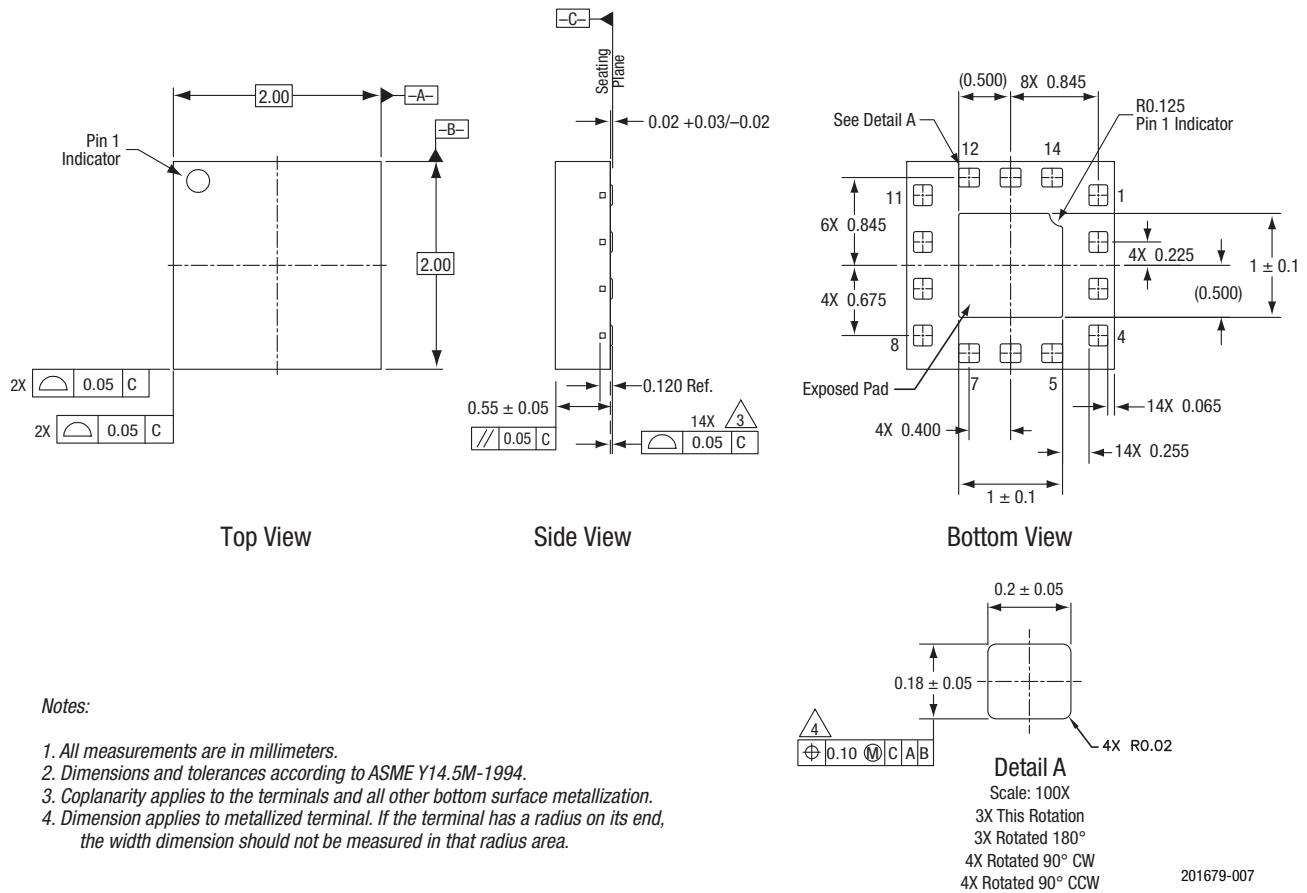 –C–
Seating
Plane
2.00
–A–
–B–
Pin 1
Indicator
2.00
2X 0.05 C
2X 0.05 C
Top View
0.02 +0.03/–0.02
0.120 Ref.
0.55 ± 0.05
// 0.05 C
14X 3
0.05 C
Side View
(0.500)
8X 0.845
See Detail A
R0.125
Pin 1 Indicator
12
14
11
1
6X 0.845
4X 0.225
1 ± 0.1
4X 0.675
(0.500)
8
4
7
5
Exposed Pad
14X 0.065
4X 0.400
14X 0.255
1 ± 0.1
Bottom View
0.2 ± 0.05
0.18 ± 0.05
4
⌖ 0.10 Ⓜ C A B
4X R0.02
Detail A
Scale: 100X
3X This Rotation
3X Rotated 180°
4X Rotated 90° CW
4X Rotated 90° CCW
Notes:
1. All measurements are in millimeters.
2. Dimensions and tolerances according to ASME Y14.5M-1994.
3. Coplanarity applies to the terminals and all other bottom surface metallization.
4. Dimension applies to metallized terminal. If the terminal has a radius on its end,
the width dimension should not be measured in that radius area.
201679-007